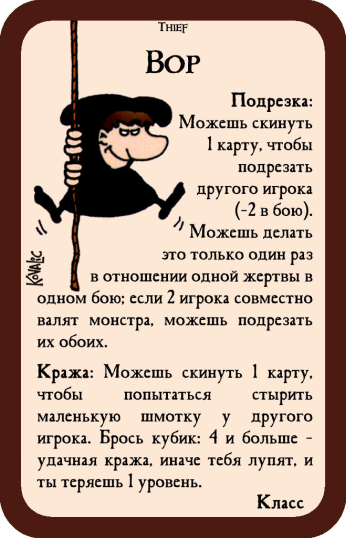 Thief
Вор
Подрезка:
Можешь скинуть
1 карту, чтобы
подрезать
другого игрока
(-2 в бою).
Можешь делать
это только один раз
в отношении одной жертвы в
одном бою; если 2 игрока совместно
валят монстра, можешь подрезать
их обоих.
Кража: Можешь скинуть 1 карту,
чтобы попытаться стырить
маленькую шмотку у другого
игрока. Брось кубик: 4 и больше -
удачная кража, иначе тебя лупят, и
ты теряешь 1 уровень.
Класс
Kovalic